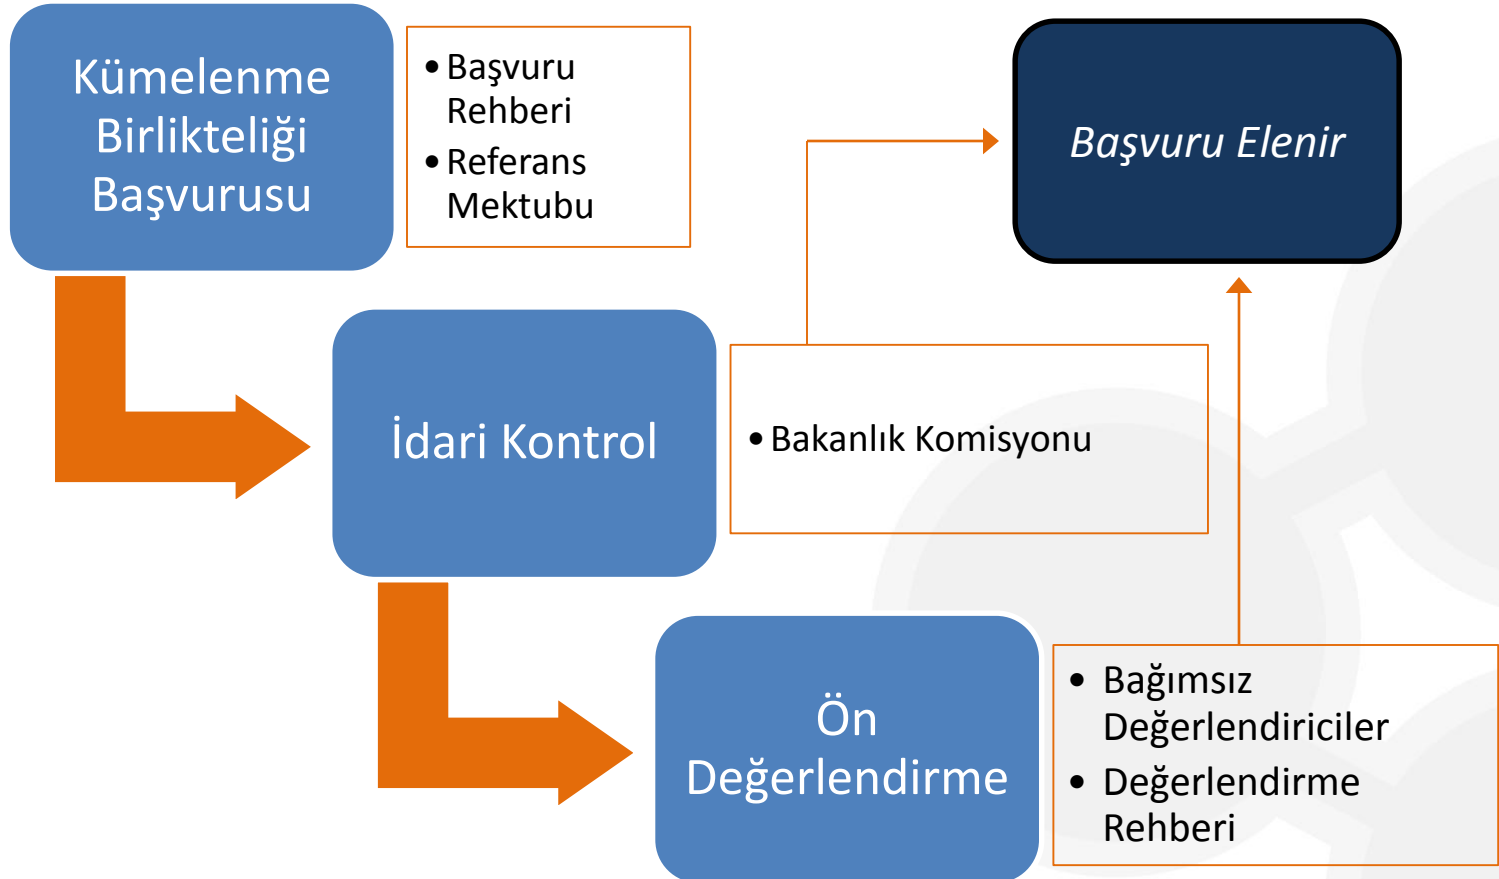 Kümelenme
Birlikteliği
Başvurusu
• Başvuru
Rehberi
• Referans
Mektubu
Başvuru Elenir
İdari Kontrol
• Bakanlık Komisyonu
Ön
Değerlendirme
• Bağımsız
Değerlendiriciler
• Değerlendirme
Rehberi